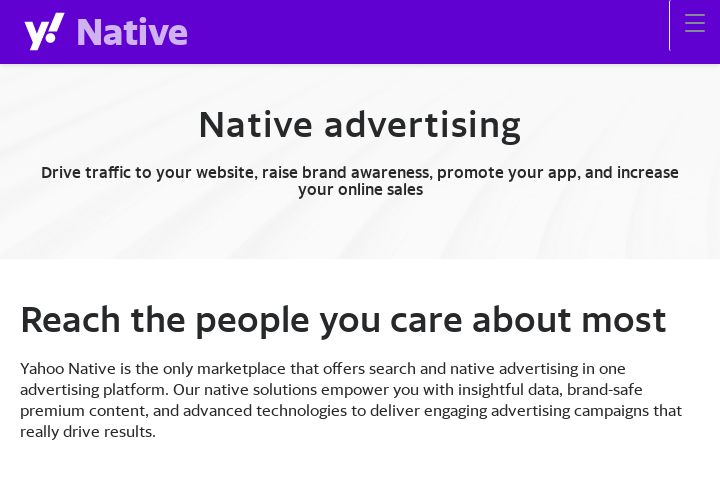 y! Native
Native advertising
Drive traffic to your website, raise brand awareness, promote your app, and increase
your online sales
Reach the people you care about most
Yahoo Native is the only marketplace that offers search and native advertising in one
advertising platform. Our native solutions empower you with insightful data, brand-safe
premium content, and advanced technologies to deliver engaging advertising campaigns that
really drive results.